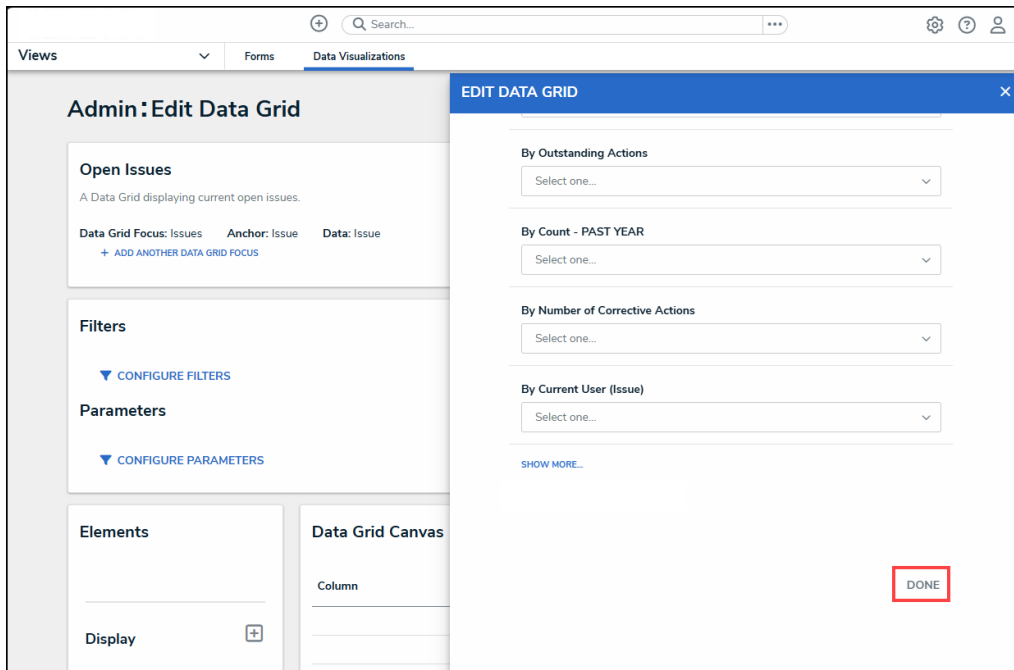 Search...
Views
Forms
Data Visualizations
Admin:Edit Data Grid
Open Issues
A Data Grid displaying current open issues.
Data Grid Focus: Issues Anchor: Issue Data: Issue
+ ADD ANOTHER DATA GRID FOCUS
Filters
CONFIGURE FILTERS
Parameters
CONFIGURE PARAMETERS
Elements
Display
Data Grid Canvas
Column
EDIT DATA GRID
By Outstanding Actions
Select one...
By Count - PAST YEAR
Select one...
By Number of Corrective Actions
Select one...
By Current User (Issue)
Select one...
SHOW MORE...
DONE